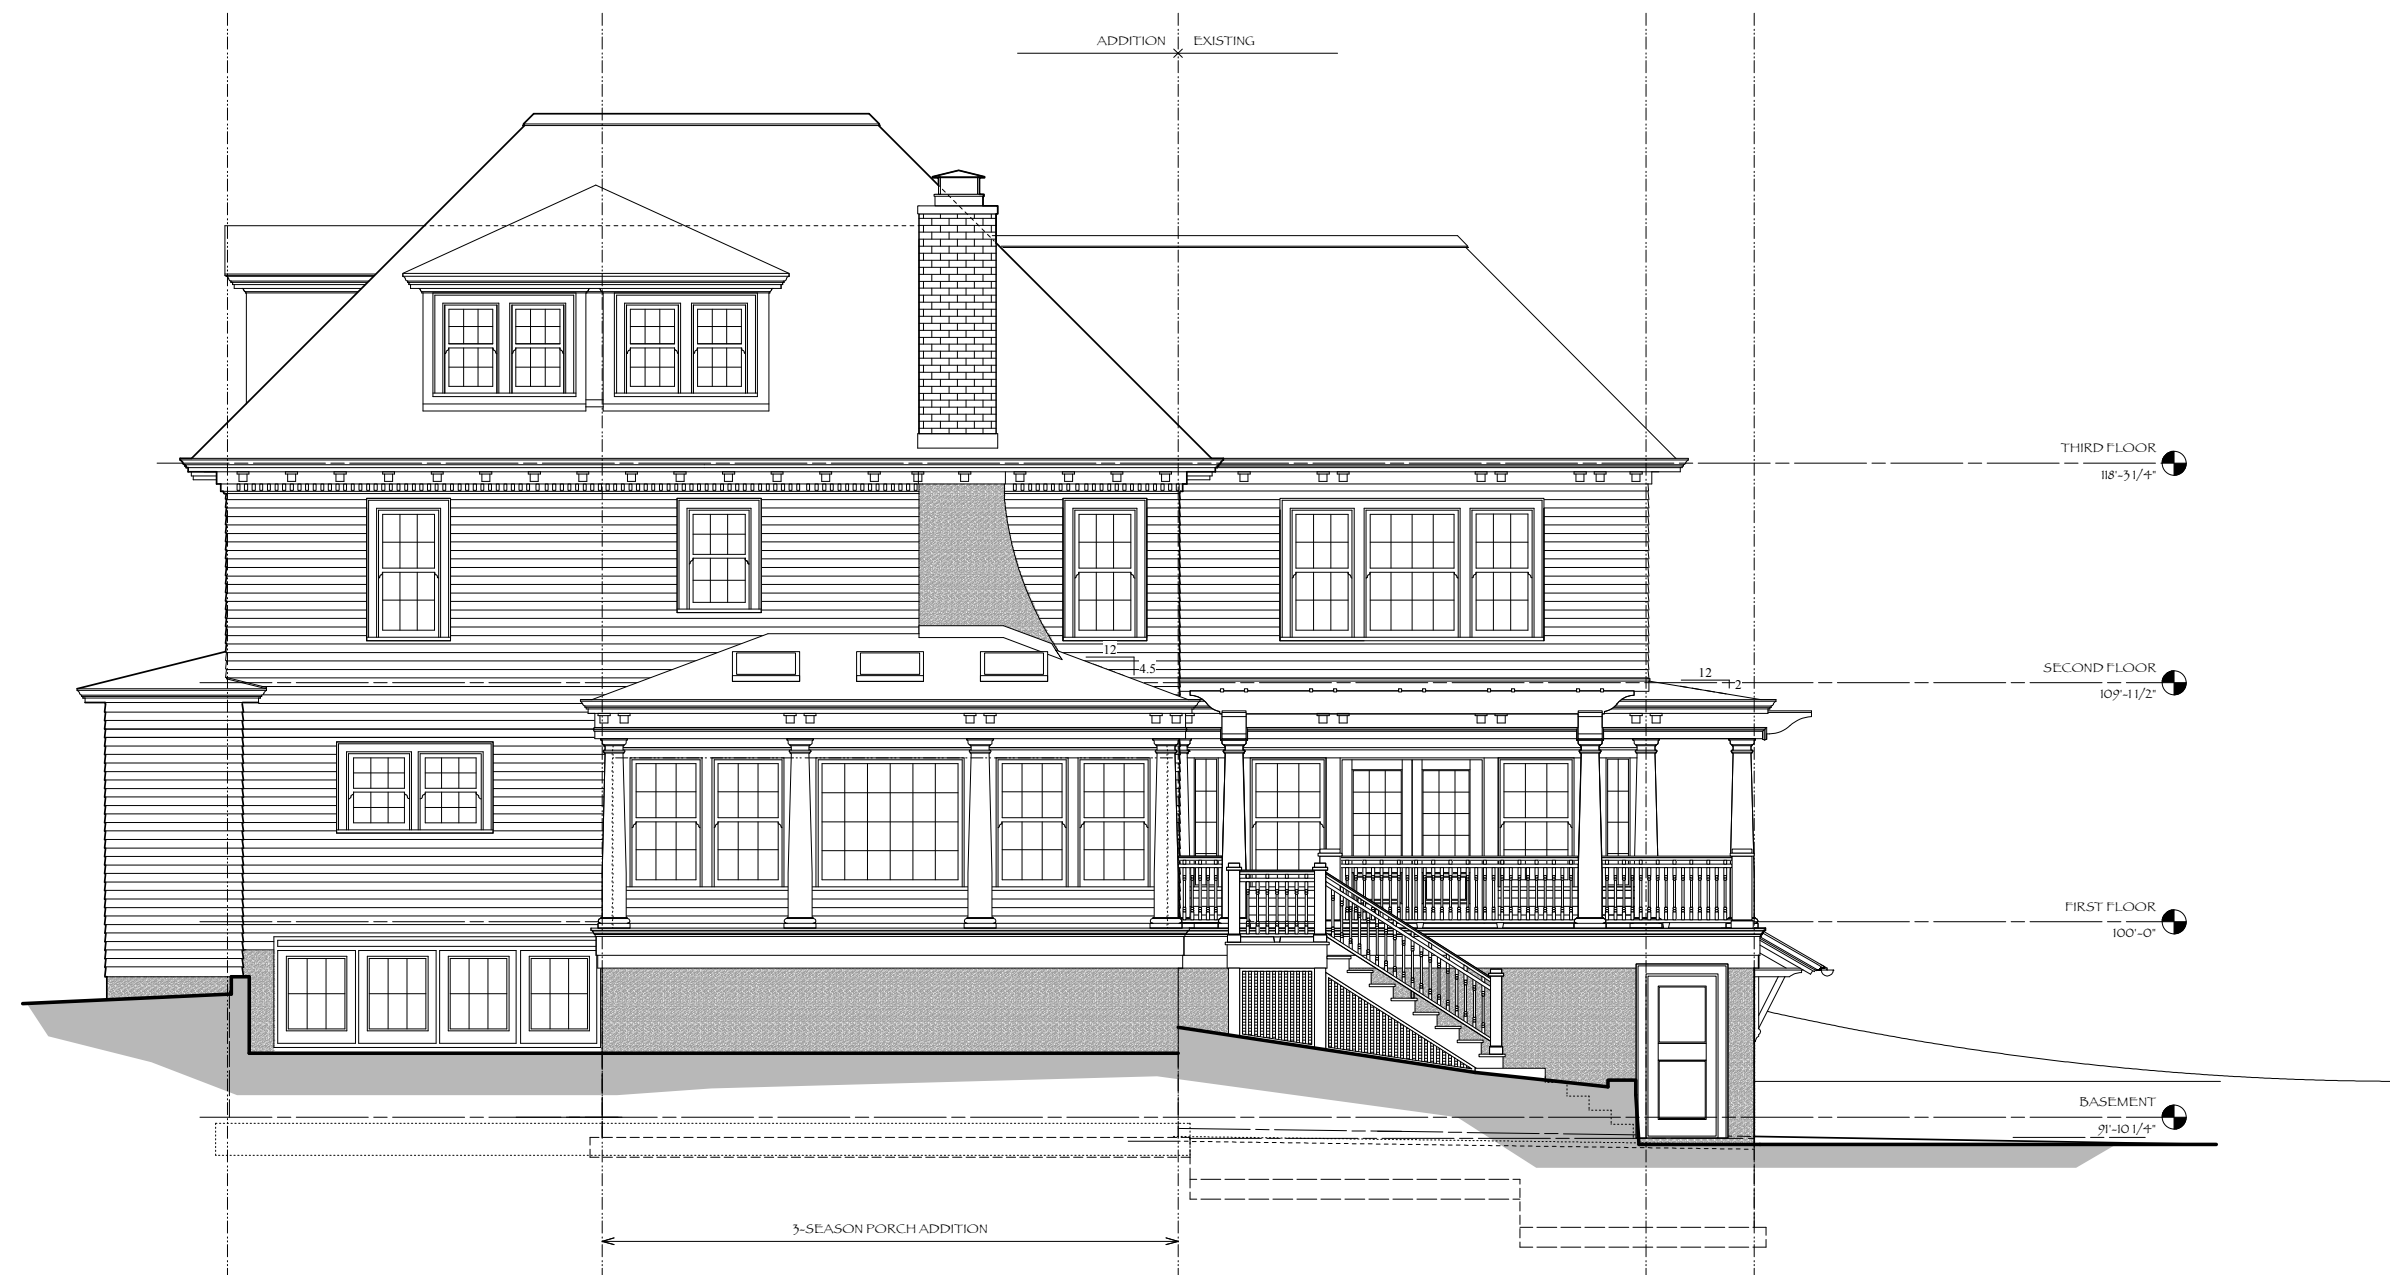 ADDITION EXISTING
THIRD FLOOR
118'-3 1/4"
12
4.5
12
2
SECOND FLOOR
109'-1 1/2"
FIRST FLOOR
100'-0"
BASEMENT
91'-10 1/4"
3-SEASON PORCH ADDITION